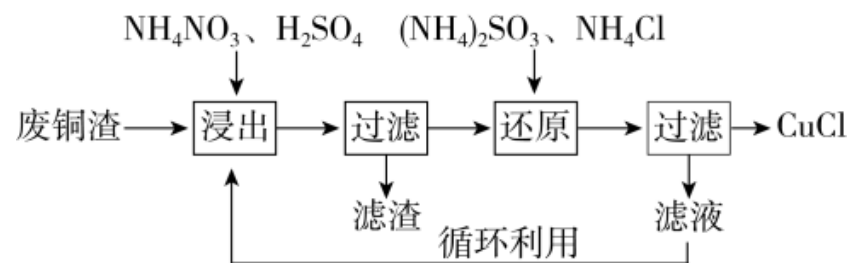 NH₄NO₃、H₂SO₄ (NH₄)₂SO₃、NH₄Cl
废铜渣 浸出 过滤 还原 过滤 CuCl
滤渣 滤液
循环利用